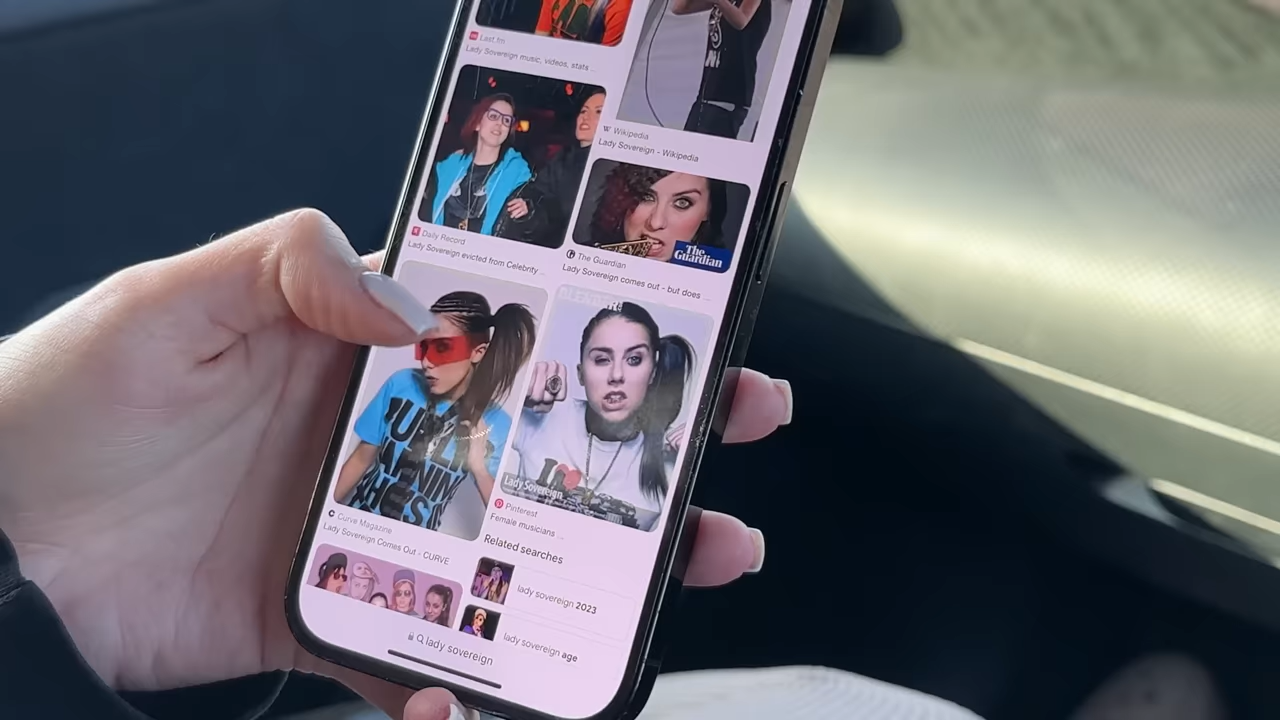 Last.fm
Lady Sovereign music, videos, stats ...
Wikipedia
Lady Sovereign - Wikipedia
Daily Record
Lady Sovereign evicted from Celebrity ...
The
Guardian
The Guardian
Lady Sovereign comes out - but does ...
Curve Magazine
Lady Sovereign Comes Out - CURVE
Lady Sovereign
Pinterest
Female musicians ...
Related searches
lady sovereign 2023
lady sovereign age
lady sovereign